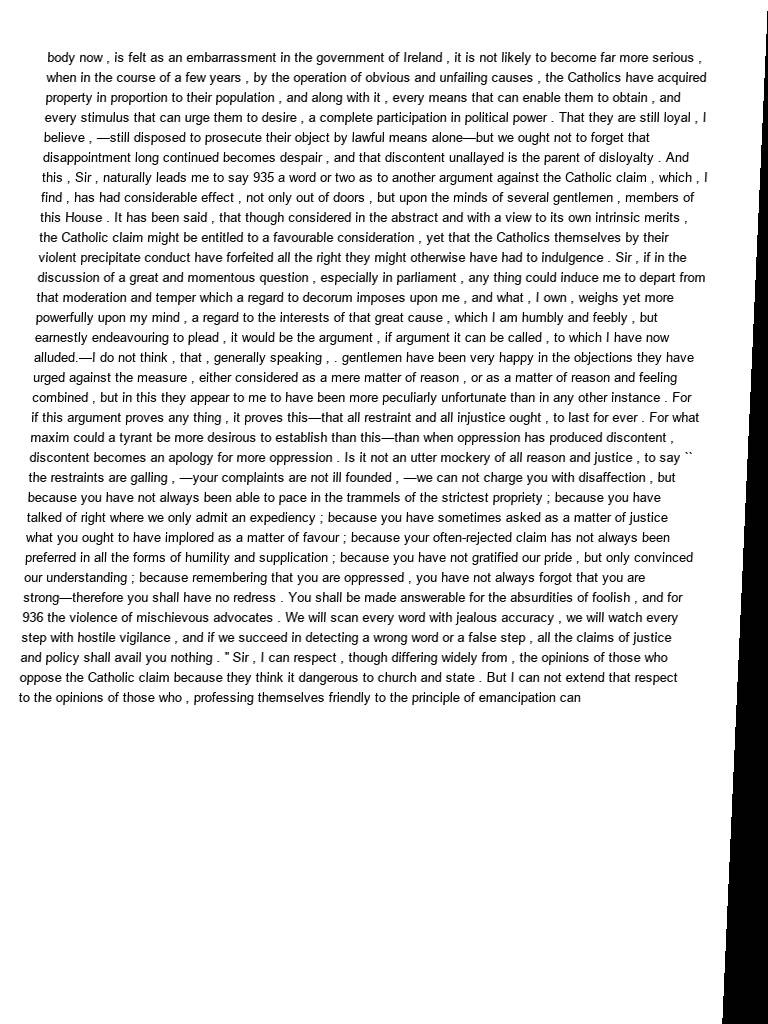 body now , is felt as an embarrassment in the government of Ireland , it is not likely to become far more serious ,
when in the course of a few years , by the operation of obvious and unfailing causes , the Catholics have acquired
property in proportion to their population , and along with it , every means that can enable them to obtain , and
every stimulus that can urge them to desire , a complete participation in political power . That they are still loyal , I
believe , —still disposed to prosecute their object by lawful means alone—but we ought not to forget that
disappointment long continued becomes despair , and that discontent unallayed is the parent of disloyalty . And
this , Sir , naturally leads me to say 935 a word or two as to another argument against the Catholic claim , which , I
find , has had considerable effect , not only out of doors , but upon the minds of several gentlemen , members of
this House . It has been said , that though considered in the abstract and with a view to its own intrinsic merits ,
the Catholic claim might be entitled to a favourable consideration , yet that the Catholics themselves by their
violent precipitate conduct have forfeited all the right they might otherwise have had to indulgence . Sir , if in the
discussion of a great and momentous question , especially in parliament , any thing could induce me to depart from
that moderation and temper which a regard to decorum imposes upon me , and what , I own , weighs yet more
powerfully upon my mind , a regard to the interests of that great cause , which I am humbly and feebly , but
earnestly endeavouring to plead , it would be the argument , if argument it can be called , to which I have now
alluded.—I do not think , that , generally speaking , . gentlemen have been very happy in the objections they have
urged against the measure , either considered as a mere matter of reason , or as a matter of reason and feeling
combined , but in this they appear to me to have been more peculiarly unfortunate than in any other instance . For
if this argument proves any thing , it proves this—that all restraint and all injustice ought , to last for ever . For what
maxim could a tyrant be more desirous to establish than this—than when oppression has produced discontent ,
discontent becomes an apology for more oppression . Is it not an utter mockery of all reason and justice , to say ``
the restraints are galling , —your complaints are not ill founded , —we can not charge you with disaffection , but
because you have not always been able to pace in the trammels of the strictest propriety ; because you have
talked of right where we only admit an expediency ; because you have sometimes asked as a matter of justice
what you ought to have implored as a matter of favour ; because your often-rejected claim has not always been
preferred in all the forms of humility and supplication ; because you have not gratified our pride , but only convinced
our understanding ; because remembering that you are oppressed , you have not always forgot that you are
strong—therefore you shall have no redress . You shall be made answerable for the absurdities of foolish , and for
936 the violence of mischievous advocates . We will scan every word with jealous accuracy , we will watch every
step with hostile vigilance , and if we succeed in detecting a wrong word or a false step , all the claims of justice
and policy shall avail you nothing . " Sir , I can respect , though differing widely from , the opinions of those who
oppose the Catholic claim because they think it dangerous to church and state . But I can not extend that respect
to the opinions of those who , professing themselves friendly to the principle of emancipation can